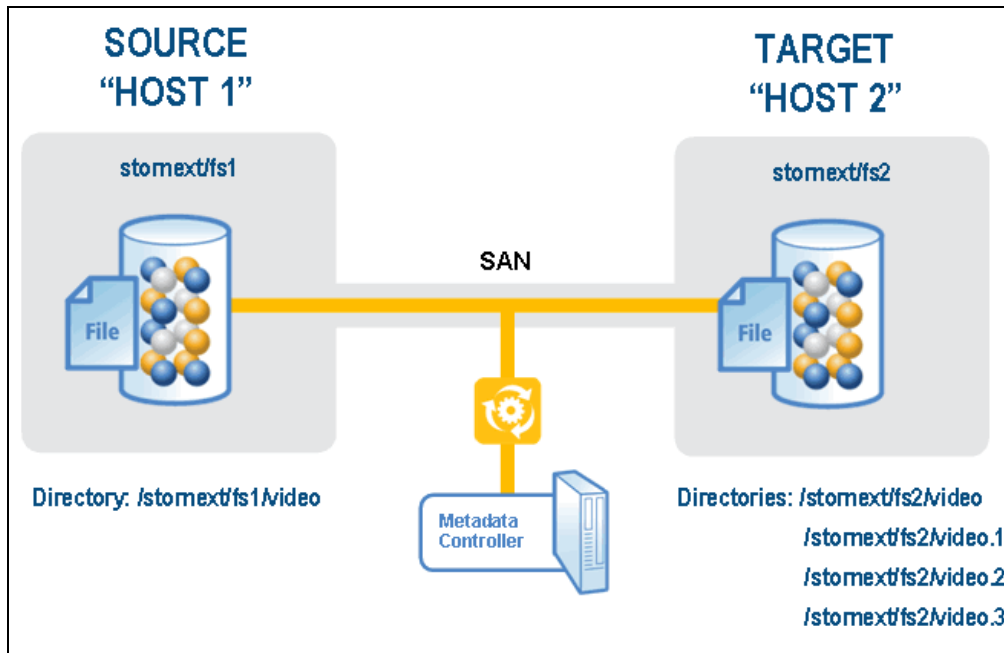 SOURCE
“HOST 1”
TARGET
“HOST 2”
stornext/fs1
stornext/fs2
SAN
File
File
Directory: /stornext/fs1/video
Metadata
Controller
Directories: /stornext/fs2/video
/stornext/fs2/video.1
/stornext/fs2/video.2
/stornext/fs2/video.3